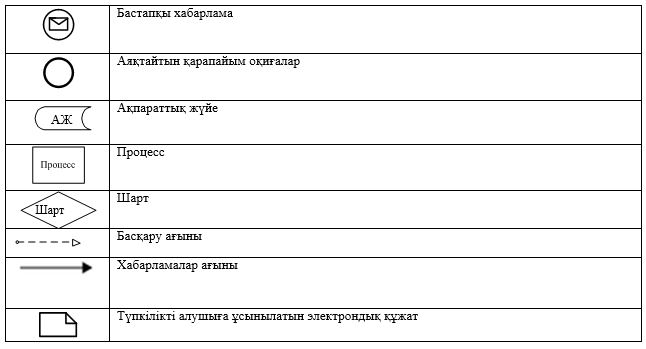 Бастапқы хабарлама
Аяқтайтын қарапайым оқиғалар
АЖ
Ақпараттық жүйе
Процесс
Процесс
Шарт
Шарт
Басқару ағыны
Хабарламалар ағыны
Түпкілікті алушыға ұсынылатын электрондық құжат